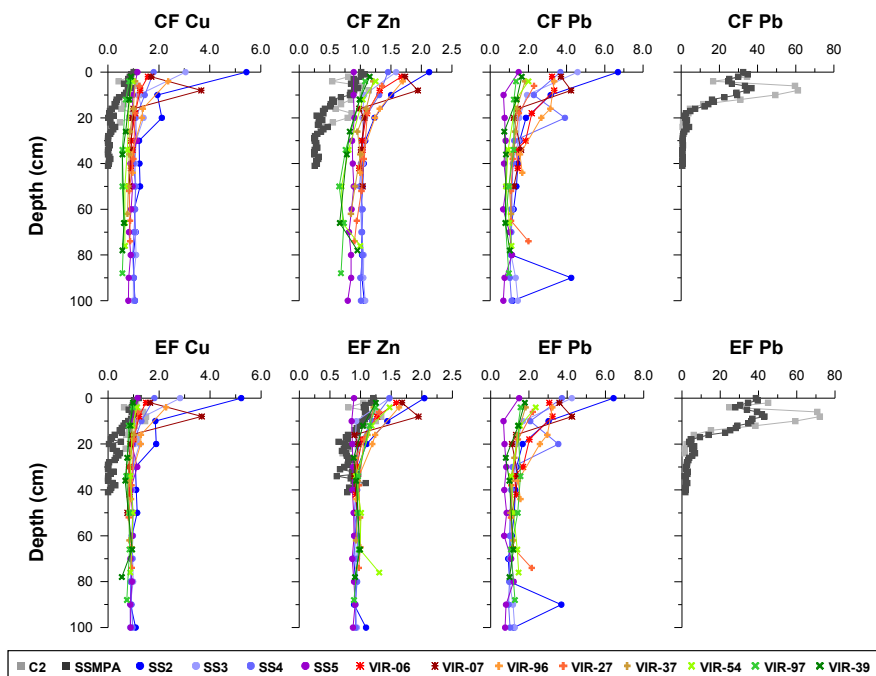 CF Cu CF Zn CF Pb CF Pb
0.0 2.0 4.0 6.0 0.0 0.5 1.0 1.5 2.0 2.5 0.0 2.0 4.0 6.0 8.0 0 20 40 60 80
Depth (cm)
0
20
40
60
80
100
EF Cu EF Zn EF Pb EF Pb
0.0 2.0 4.0 6.0 0.0 0.5 1.0 1.5 2.0 2.5 0.0 2.0 4.0 6.0 8.0 0 20 40 60 80
Depth (cm)
0
20
40
60
80
100
C2 SSMPA SS2 SS3 SS4 SS5 VIR-06 VIR-07 VIR-96 VIR-27 VIR-37 VIR-54 VIR-97 VIR-39